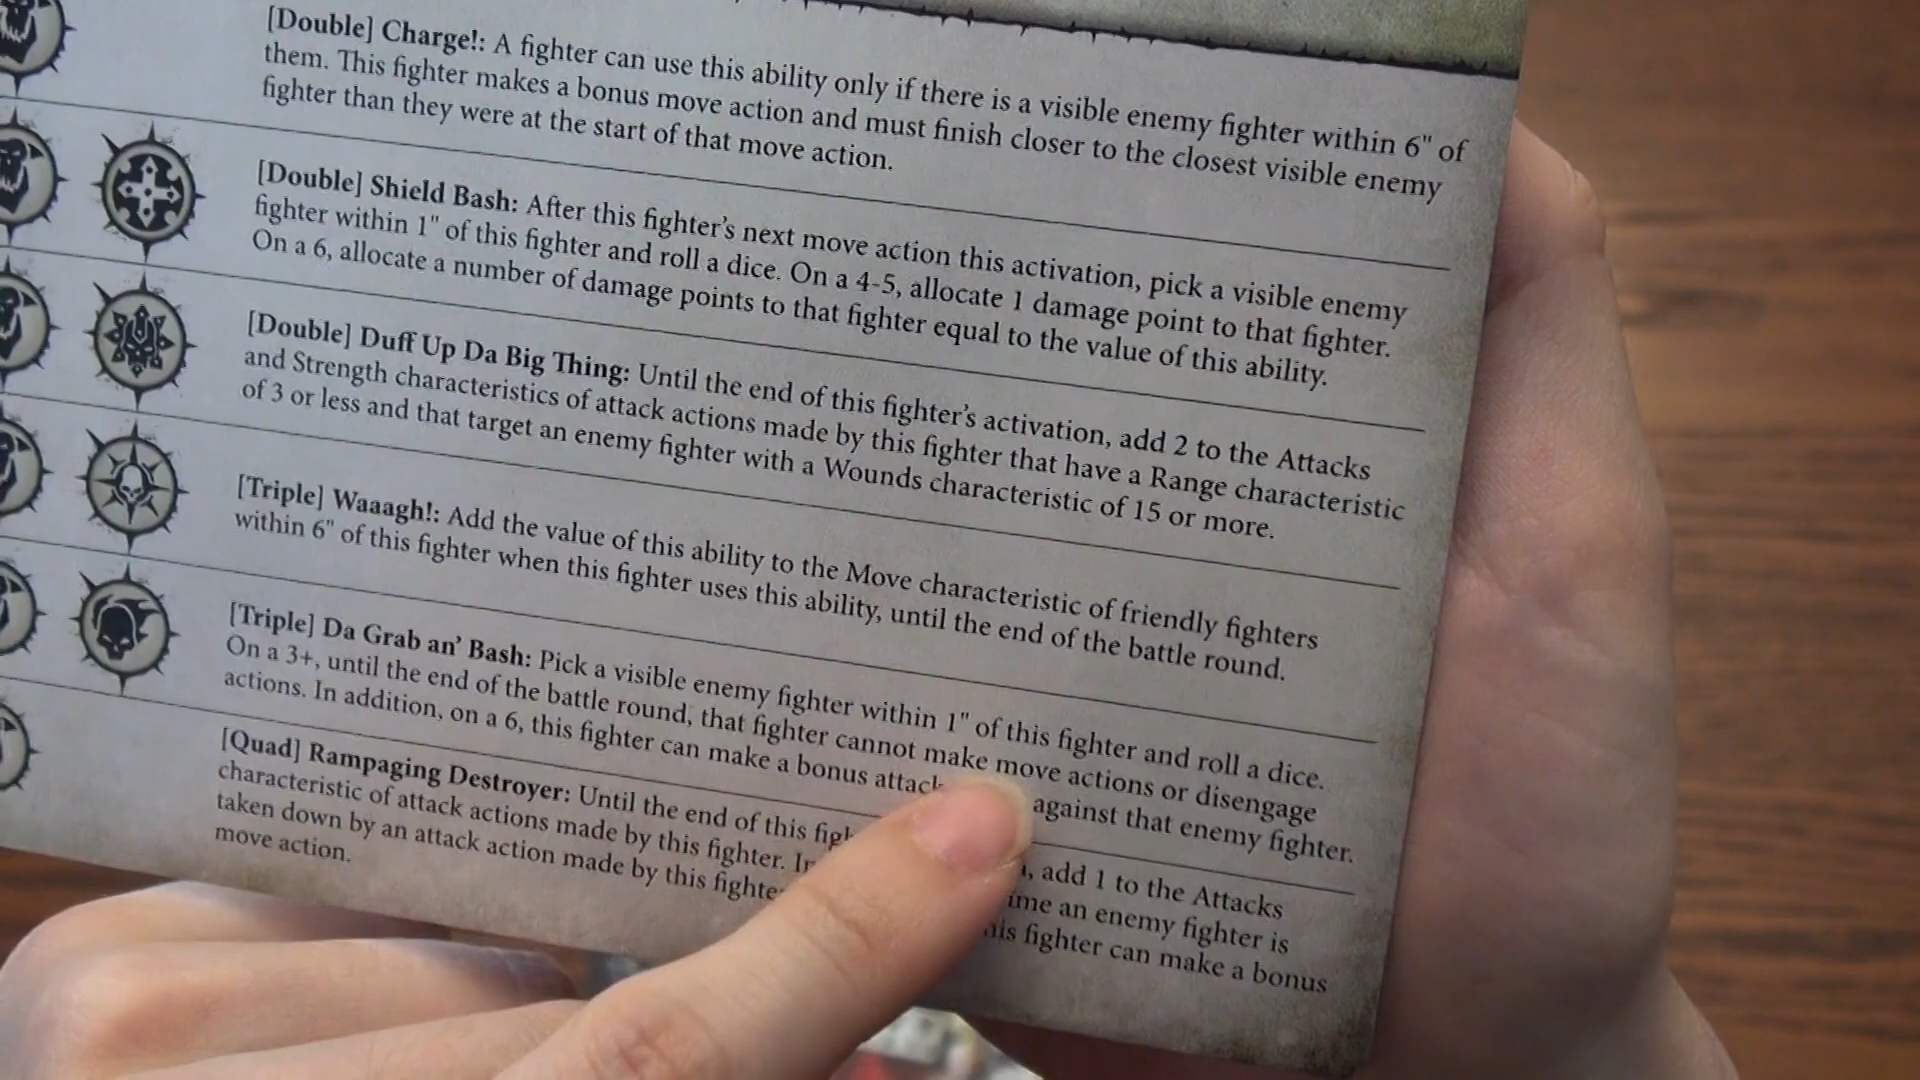 [Double] Charge!: A fighter can use this ability only if there is a visible enemy fighter within 6" of
them. This fighter makes a bonus move action and must finish closer to the closest visible enemy
fighter than they were at the start of that move action.
[Double] Shield Bash: After this fighter's next move action this activation, pick a visible enemy
fighter within 1" of this fighter and roll a dice. On a 4-5, allocate 1 damage point to that fighter.
On a 6, allocate a number of damage points to that fighter equal to the value of this ability.
[Double] Duff Up Da Big Thing: Until the end of this fighter's activation, add 2 to the Attacks
and Strength characteristics of attack actions made by this fighter that have a Range characteristic
of 3 or less and that target an enemy fighter with a Wounds characteristic of 15 or more.
[Triple] Waaagh!: Add the value of this ability to the Move characteristic of friendly fighters
within 6" of this fighter when this fighter uses this ability, until the end of the battle round.
[Triple] Da Grab an' Bash: Pick a visible enemy fighter within 1" of this fighter and roll a dice.
On a 3+, until the end of the battle round, that fighter cannot make move actions or disengage
actions. In addition, on a 6, this fighter can make a bonus attack against that enemy fighter.
[Quad] Rampaging Destroyer: Until the end of this add 1 to the Attacks
characteristic of attack actions made by this fighter. an enemy fighter is
taken down by an attack action made by this fighter can make a bonus
move action.